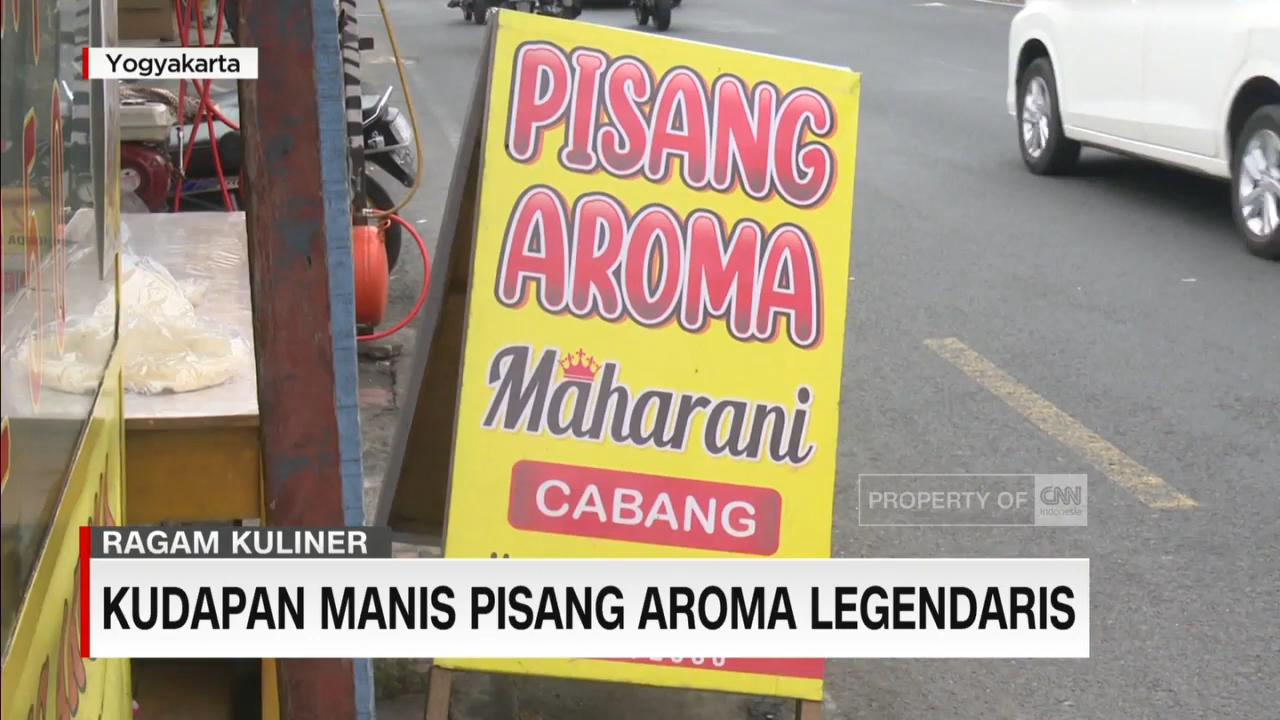 Yogyakarta
PISANG
AROMA
Maharani
CABANG
PROPERTY OF CNN
Indonesia
RAGAM KULINER
KUDAPAN MANIS PISANG AROMA LEGENDARIS